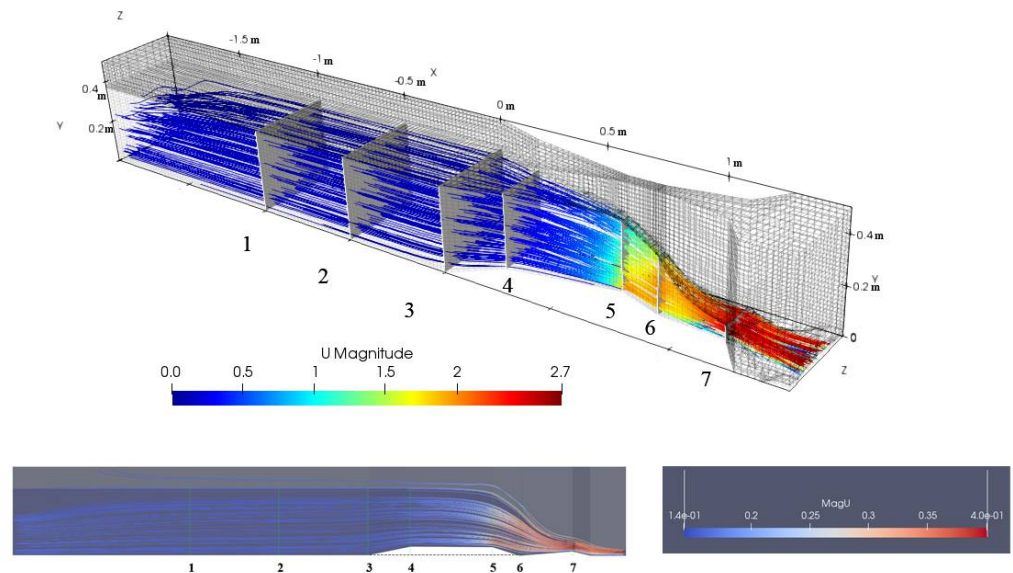 Z
-1.5 m
-1 m
X
-0.5 m
0 m
0.5 m
1 m
0.4
m
0.2m
Y
0.4 m
Y
0.2 m
0
Z
1
2
3
4
5
6
7
U Magnitude
0.0 0.5 1 1.5 2 2.7
MagU
1.4e-01 0.2 0.25 0.3 0.35 4.0e-01
1 2 3 4 5 6 7